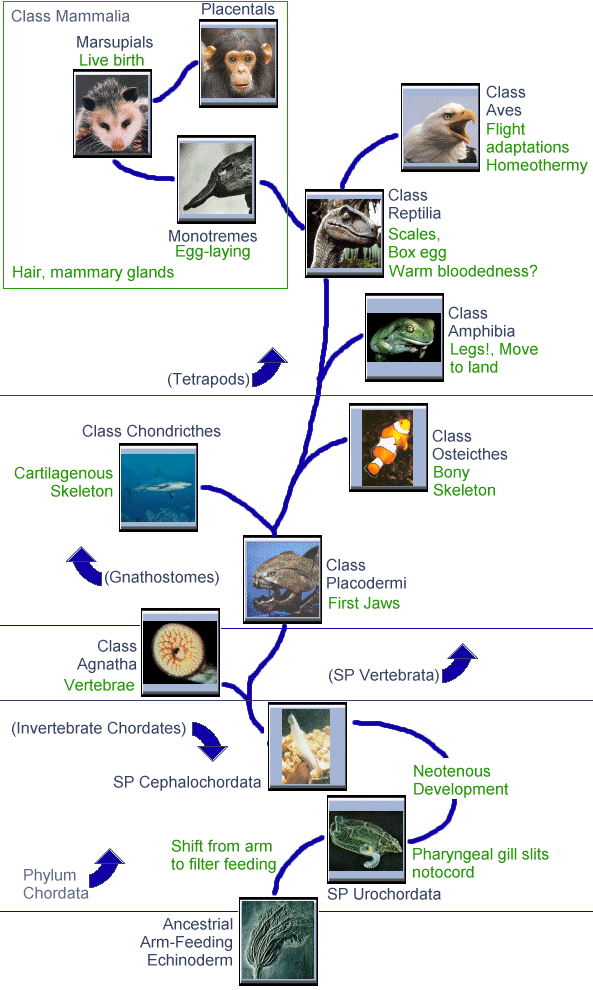 Class Mammalia
Placentals
Marsupials
Live birth
Class
Aves
Flight
adaptations
Homeothermy
Monotremes
Egg-laying
Hair, mammary glands
Class
Reptilia
Scales,
Box egg
Warm bloodedness?
Class
Amphibia
Legs!, Move
to land
(Tetrapods)
Class Chondricthes
Cartilagenous
Skeleton
Class
Osteicthes
Bony
Skeleton
(Gnathostomes)
Class
Placodermi
First Jaws
Class
Agnatha
Vertebrae
(SP Vertebrata)
(Invertebrate Chordates)
SP Cephalochordata
Neotenous
Development
Shift from arm
to filter feeding
Pharyngeal gill slits
notocord
SP Urochordata
Phylum
Chordata
Ancestral
Arm-Feeding
Echinoderm